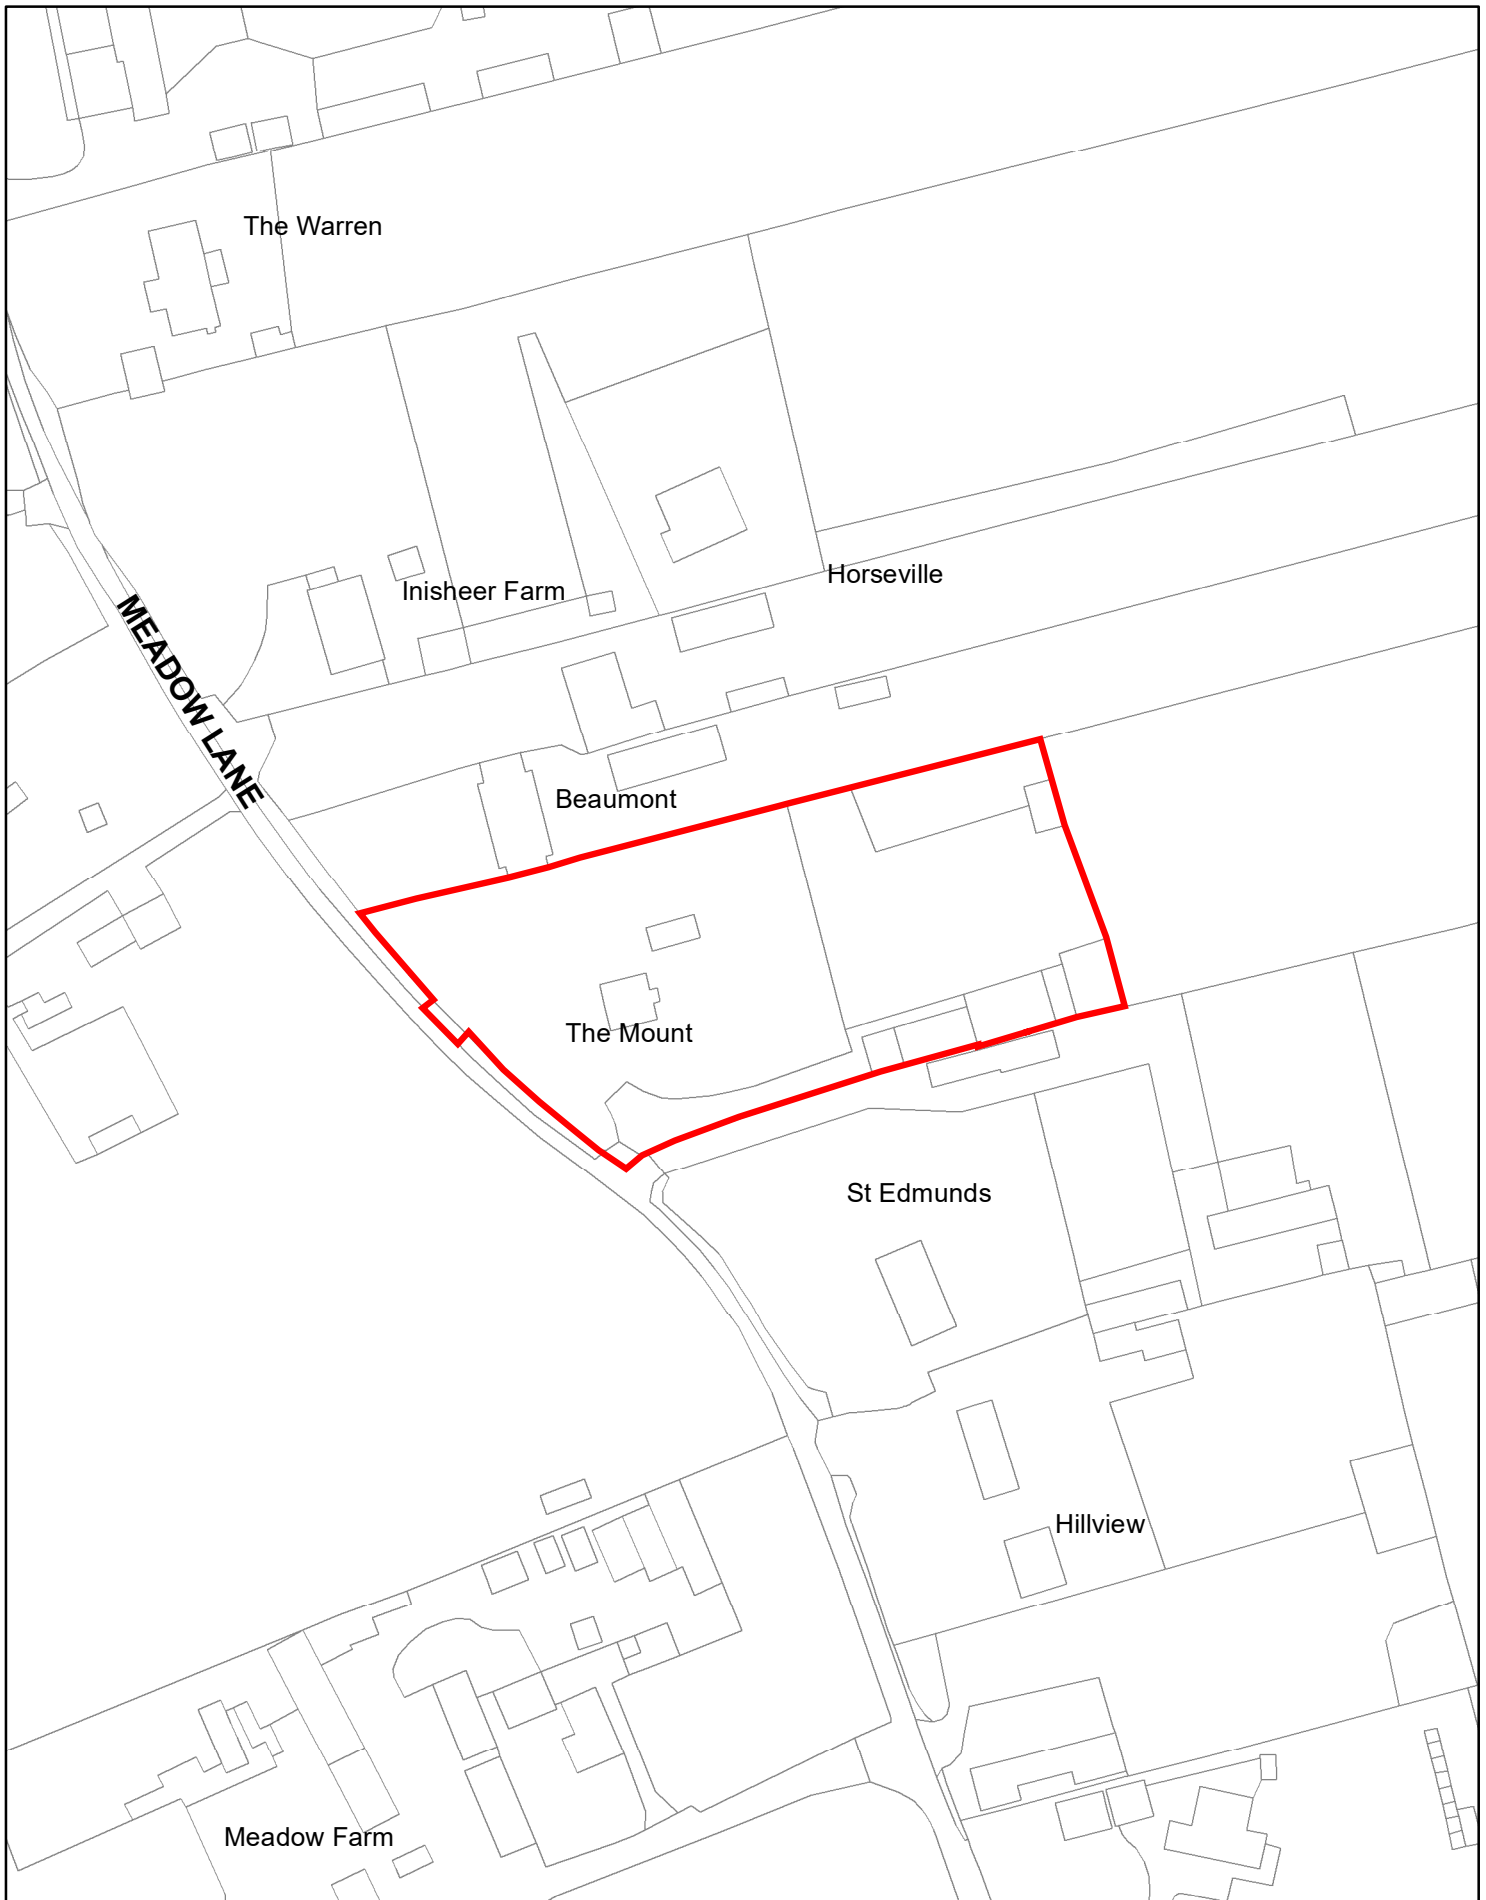 The Warren
Horseville
Inisheer Farm
MEADOW LANE
Beaumont
The Mount
St Edmunds
Hillview
Meadow Farm